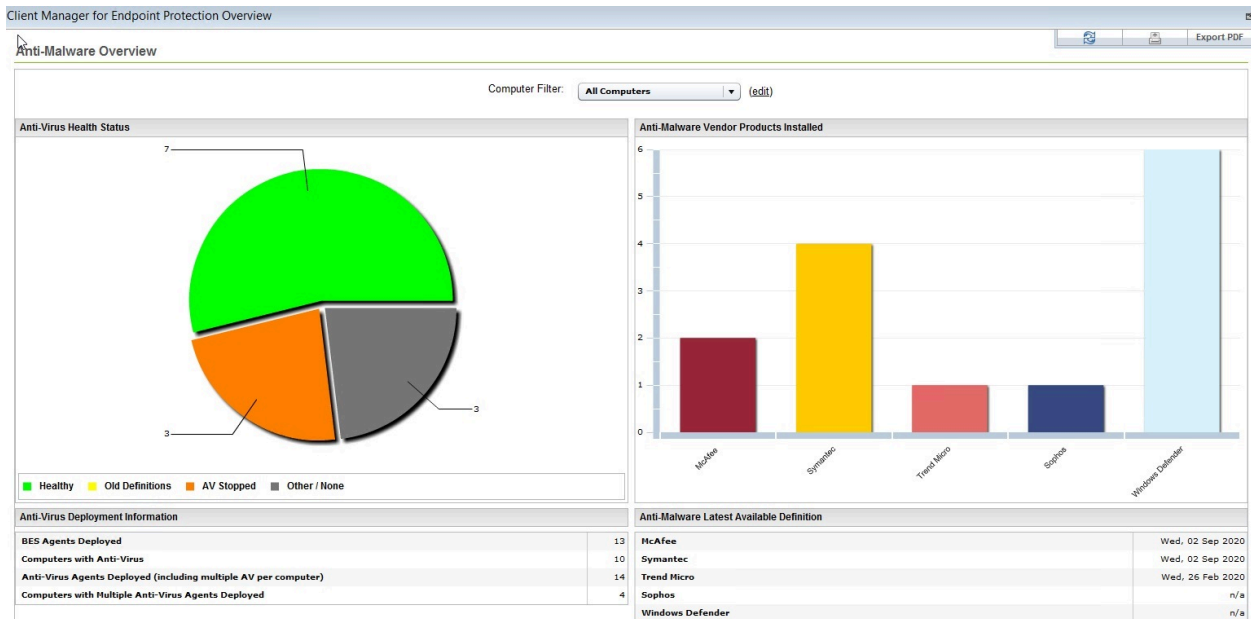 Client Manager for Endpoint Protection Overview
Anti-Malware Overview
Export PDF
Computer Filter: All Computers (edit)
Anti-Virus Health Status
7
3
3
Healthy Old Definitions AV Stopped Other / None
Anti-Malware Vendor Products Installed
6
5
4
3
2
1
0
McAfee
Symantec
Trend Micro
Sophos
Windows Defender
Anti-Virus Deployment Information
BES Agents Deployed 13
Computers with Anti-Virus 10
Anti-Virus Agents Deployed (including multiple AV per computer) 14
Computers with Multiple Anti-Virus Agents Deployed 4
Anti-Malware Latest Available Definition
McAfee Wed, 02 Sep 2020
Symantec Wed, 02 Sep 2020
Trend Micro Wed, 26 Feb 2020
Sophos n/a
Windows Defender n/a